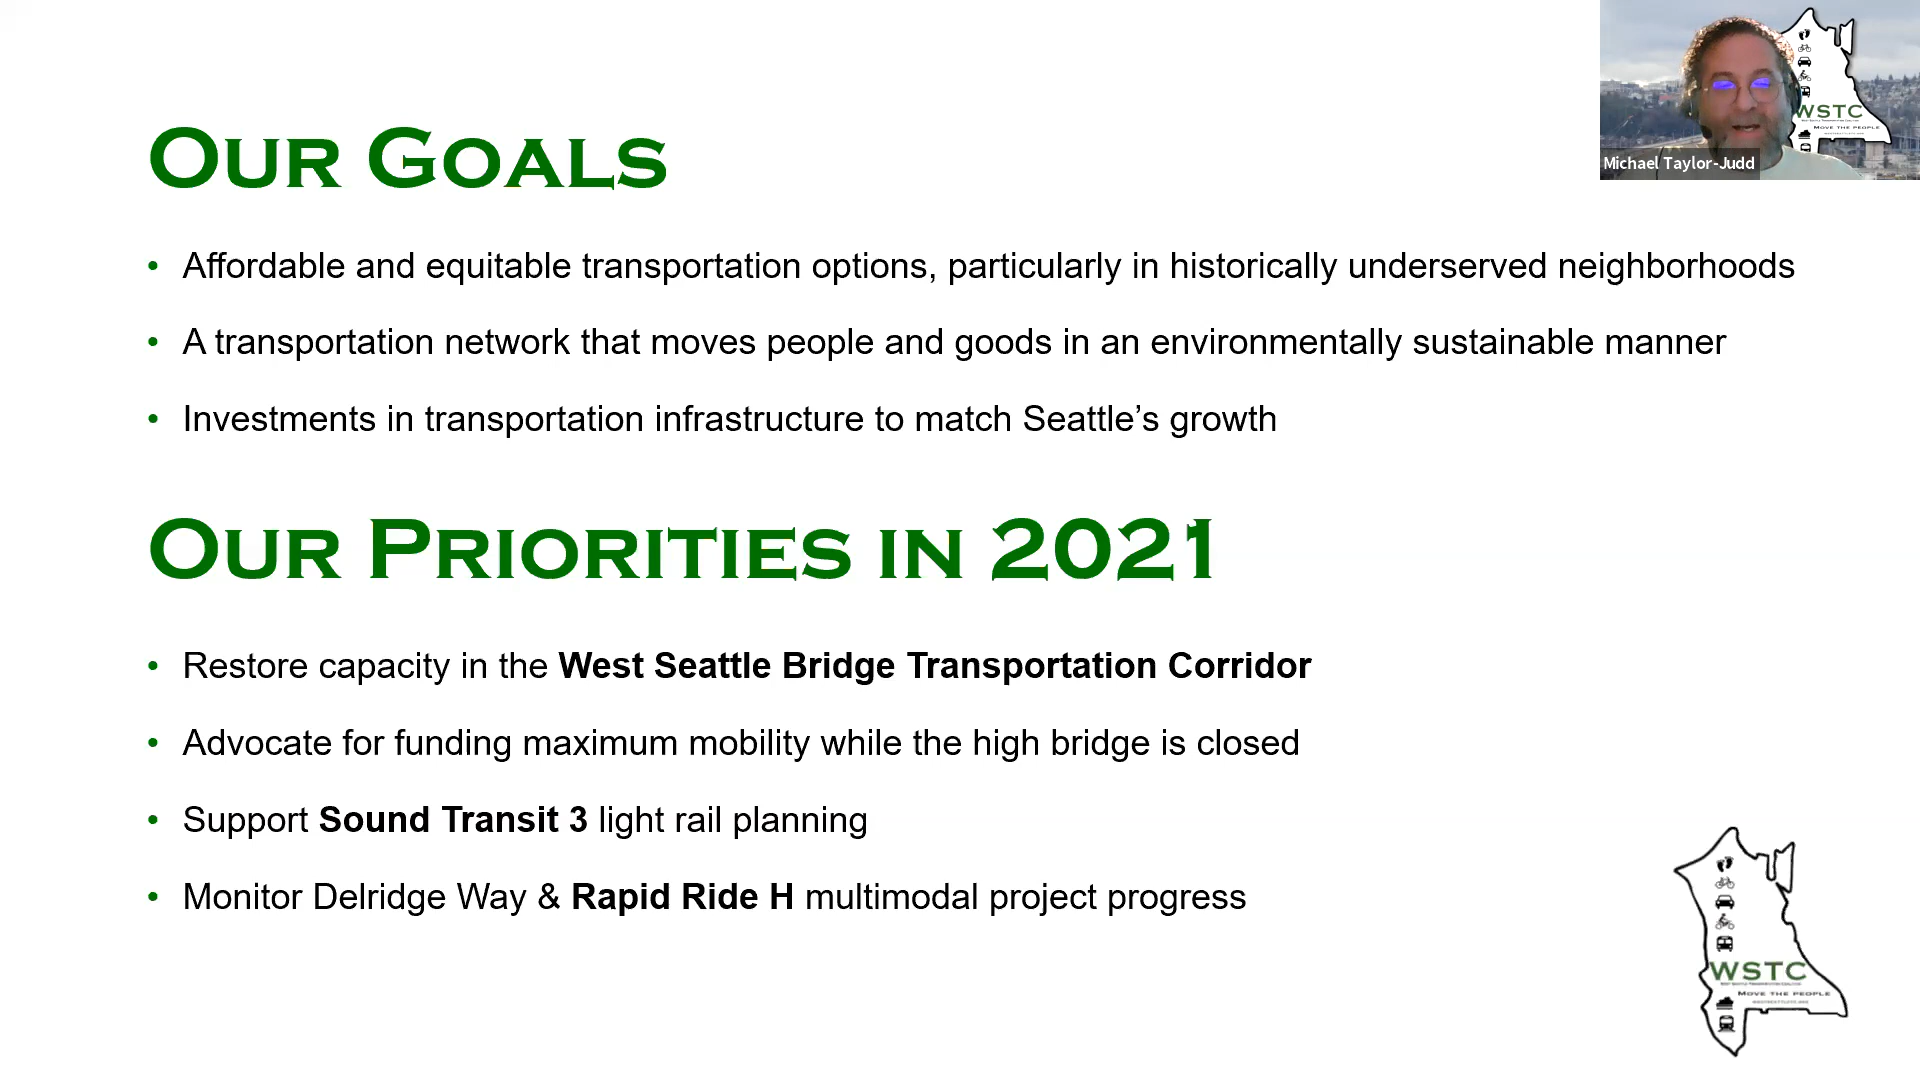 Our Goals
• Affordable and equitable transportation options, particularly in historically underserved neighborhoods
• A transportation network that moves people and goods in an environmentally sustainable manner
• Investments in transportation infrastructure to match Seattle’s growth
Our Priorities in 2021
• Restore capacity in the West Seattle Bridge Transportation Corridor
• Advocate for funding maximum mobility while the high bridge is closed
• Support Sound Transit 3 light rail planning
• Monitor Delridge Way & Rapid Ride H multimodal project progress
WSTC
Move the people
Michael Taylor-Judd
WSTC
West Seattle Transportation Coalition
Move the people